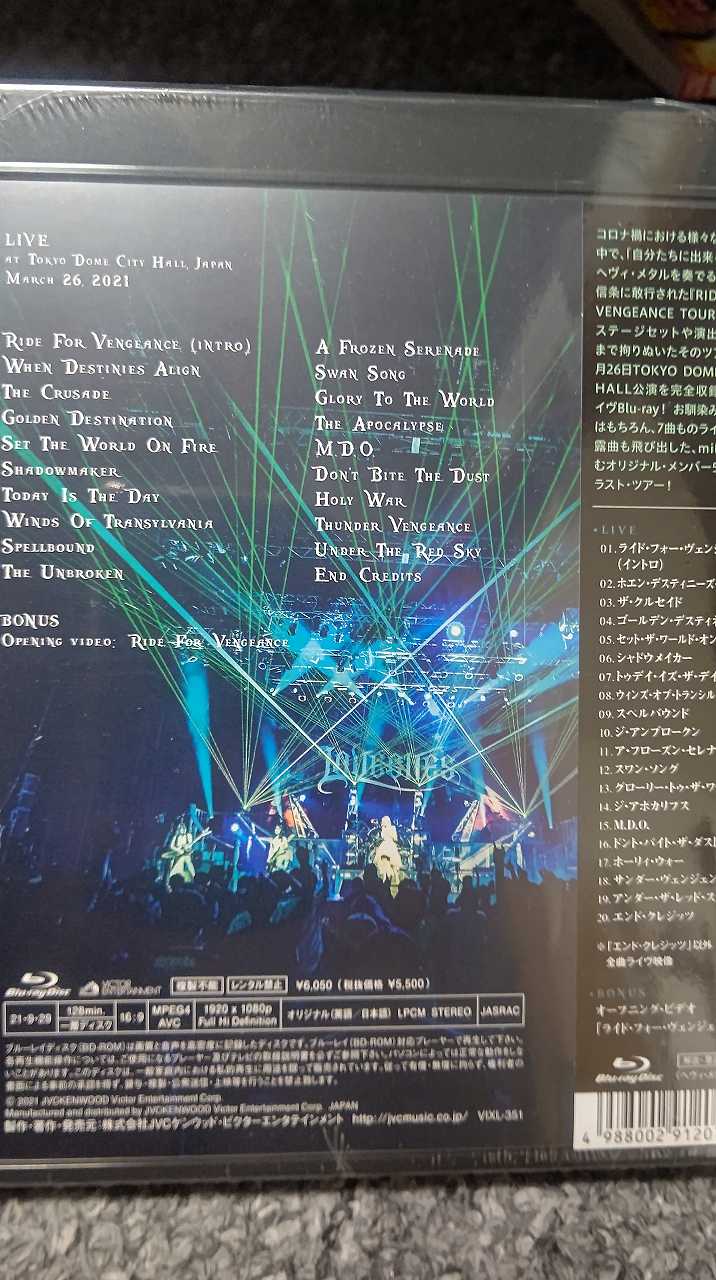 LIVE
AT TOKYO DOME CITY HALL, JAPAN
MARCH 26, 2021
RIDE FOR VENGEANCE (INTRO)
WHEN DESTINIES ALIGN
THE CRUSADE
GOLDEN DESTINATION
SET THE WORLD ON FIRE
SHADOWMAKER
TODAY IS THE DAY
WINDS OF TRANSYLVANIA
SPELLBOUND
THE UNBROKEN
A FROZEN SERENADE
SWAN SONG
GLORY TO THE WORLD
THE APOCALYPSE
M.D.O.
DON'T BITE THE DUST
HOLY WAR
THUNDER VENGEANCE
UNDER THE RED SKY
END CREDITS
BONUS
OPENING VIDEO: RIDE FOR VENGEANCE
LOVEBITES
Blu-ray Disc
VICTOR ENTERTAINMENT
複製不能
レンタル禁止
¥6,050 (税抜価格 ¥5,500)
21・9・29
128min.
一層ディスク
16:9
MPEG4
AVC
1920 x 1080p
Full Hi Definition
オリジナル(英語/日本語) LPCM STEREO
JASRAC
© 2021 JVCKENWOOD Victor Entertainment Corp.
Manufactured and distributed by JVCKENWOOD Victor Entertainment Corp. JAPAN
製作・著作・発売元:株式会社JVCケンウッド・ビクターエンタテインメント http://jvcmusic.co.jp/ VIXL-351
コロナ禍における様々な
中で、「自分たちに出来
ヘヴィ・メタルを奏でる
信条に敢行された『RID
VENGEANCE TOUR
ステージセットや演出
まで拘りぬいたそのツ
月26日TOKYO DOME
HALL公演を完全収録
イヴBlu-ray! お馴染み
はもちろん、7曲ものライ
露曲も飛び出した、mi
むオリジナル・メンバー5
ラスト・ツアー!
・LIVE
01. ライド・フォー・ヴェンジ
(イントロ)
02. ホエン・デスティニーズ
03. ザ・クルセイド
04. ゴールデン・デスティネ
05. セット・ザ・ワールド・オン
06. シャドウメイカー
07. トゥデイ・イズ・ザ・デイ
08. ウィンズ・オブ・トランシル
09. スペルバウンド
10. ジ・アンブロークン
11. ア・フローズン・セレナ
12. スワン・ソング
13. グローリー・トゥ・ザ・ワ
14. ジ・アポカリプス
15. M.D.O.
16. ドント・バイト・ザ・ダス
17. ホーリィ・ウォー
18. サンダー・ヴェンジェン
19. アンダー・ザ・レッド・ス
20. エンド・クレジッツ
※「エンド・クレジッツ」以外
全曲ライヴ映像
・BONUS
オープニング・ビデオ
「ライド・フォー・ヴェンジェ
Blu-ray Disc
4 988002 9120